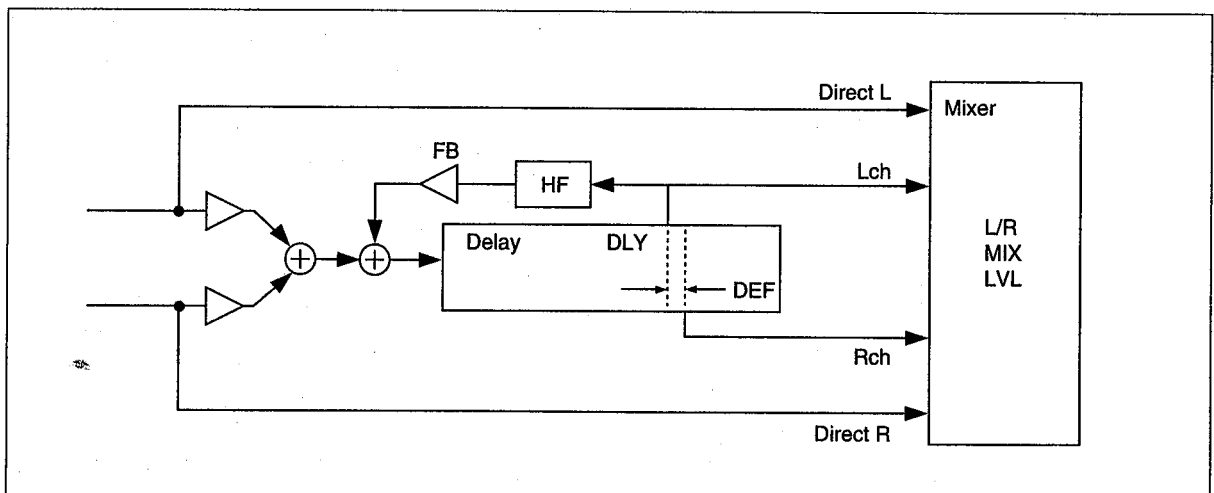 Direct L
Mixer
FB
HF
Lch
Delay
DLY
L/R
MIX
LVL
DEF
Rch
Direct R